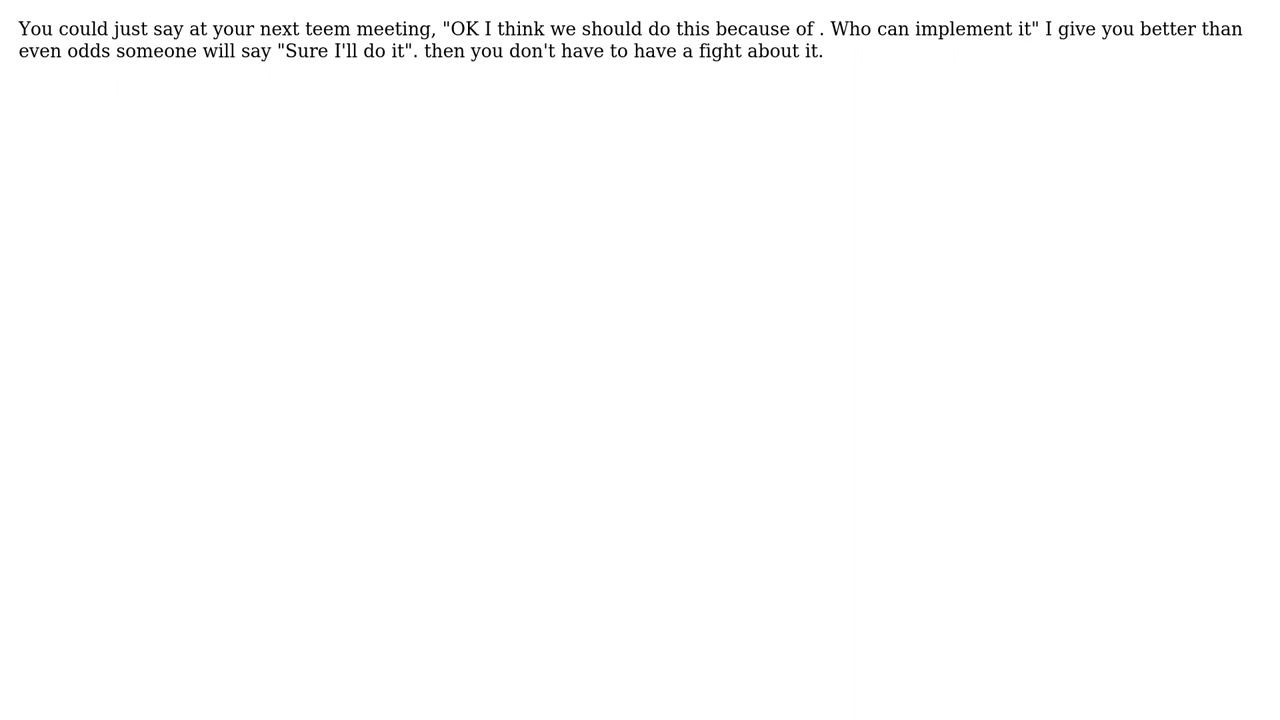 You could just say at your next teem meeting, "OK I think we should do this because of . Who can implement it" I give you better than
even odds someone will say "Sure I'll do it". then you don't have to have a fight about it.